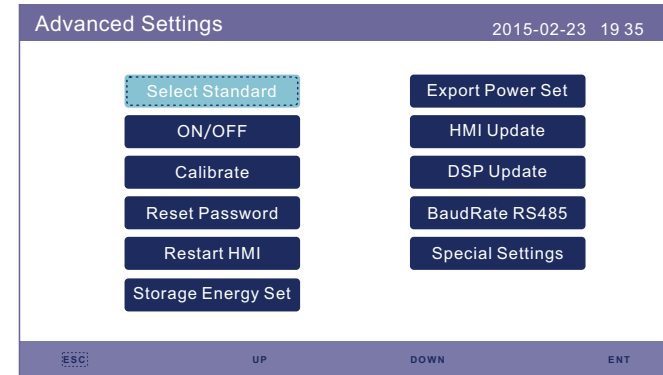 Advanced Settings 2015-02-23 19 35
Select Standard Export Power Set
ON/OFF HMI Update
Calibrate DSP Update
Reset Password BaudRate RS485
Restart HMI Special Settings
Storage Energy Set
ESC UP DOWN ENT